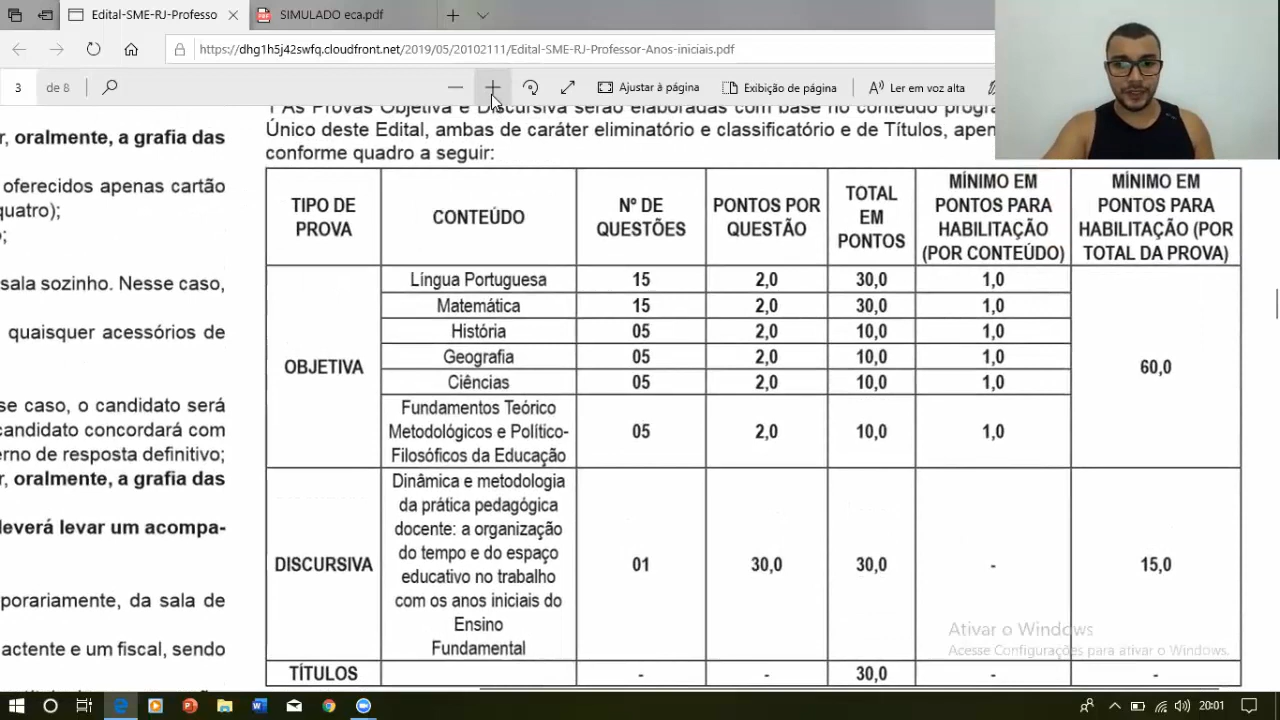 Edital-SME-RJ-Professo
SIMULADO eca.pdf
https://dhg1h5j42swfq.cloudfront.net/2019/05/20102111/Edital-SME-RJ-Professor-Anos-iniciais.pdf
3 de 8
Ajustar à página
Exibição de página
Ler em voz alta
r, oralmente, a grafia das
oferecidos apenas cartão
quatro);
o;
sala sozinho. Nesse caso,
quaisquer acessórios de
se caso, o candidato será
candidato concordará com
erno de resposta definitivo;
r, oralmente, a grafia das
deverá levar um acompa-
porariamente, da sala de
actente e um fiscal, sendo
As Provas Objetiva e Discursiva serão elaboradas com base no conteúdo progra
Único deste Edital, ambas de caráter eliminatório e classificatório e de Títulos, apen
conforme quadro a seguir:
TIPO DE
PROVA
CONTEÚDO
Nº DE
QUESTÕES
PONTOS POR
QUESTÃO
TOTAL
EM
PONTOS
MÍNIMO EM
PONTOS PARA
HABILITAÇÃO
(POR CONTEÚDO)
MÍNIMO EM
PONTOS PARA
HABILITAÇÃO (POR
TOTAL DA PROVA)
OBJETIVA
Língua Portuguesa 15 2,0 30,0 1,0
Matemática 15 2,0 30,0 1,0
História 05 2,0 10,0 1,0
Geografia 05 2,0 10,0 1,0
Ciências 05 2,0 10,0 1,0
Fundamentos Teórico
Metodológicos e Político-
Filosóficos da Educação
05 2,0 10,0 1,0
60,0
DISCURSIVA
Dinâmica e metodologia
da prática pedagógica
docente: a organização
do tempo e do espaço
educativo no trabalho
com os anos iniciais do
Ensino
Fundamental
01 30,0 30,0 - 15,0
TÍTULOS - - 30,0 - -
Ativar o Windows
Acesse Configurações para ativar o Windows.
20:01